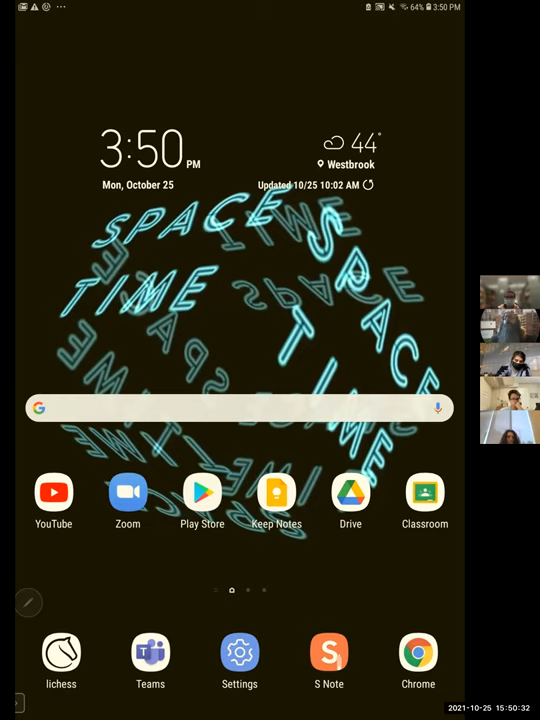 64% 3:50 PM
3:50 PM
44°
Westbrook
Mon, October 25
Updated 10/25 10:02 AM
SPACE
TIME
SPACE
TIME
SPACE
TIME
YouTube
Zoom
Play Store
Keep Notes
Drive
Classroom
lichess
Teams
Settings
S Note
Chrome
2021-10-25 15:50:32